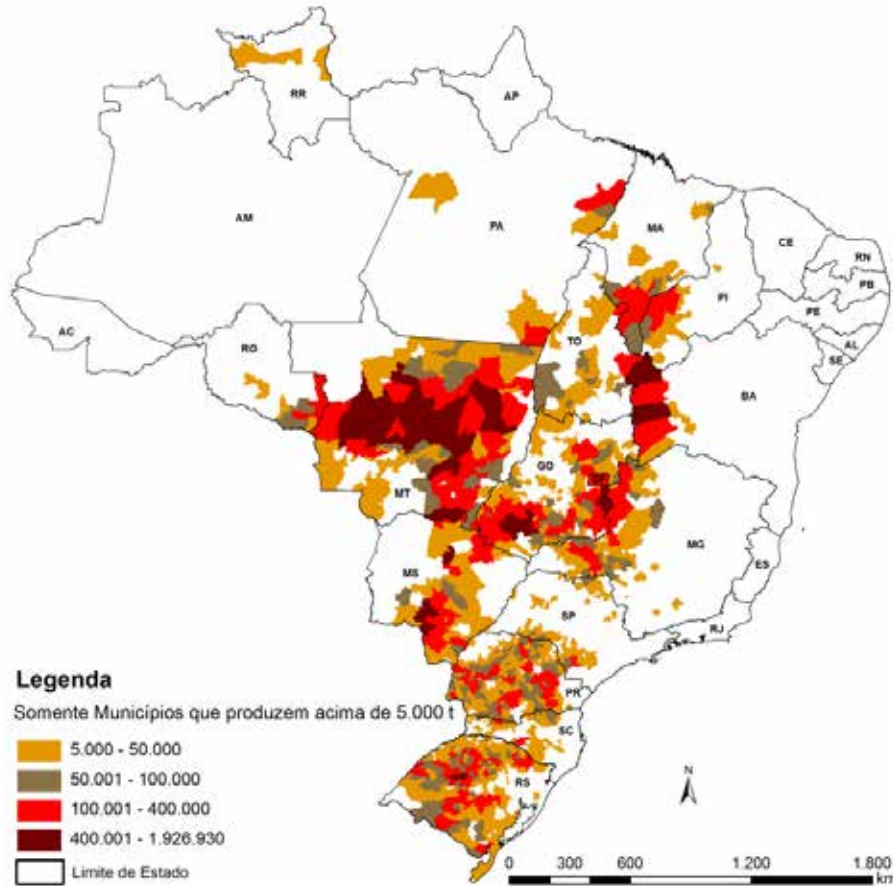 RR
AP
AM
PA
MA
CE
RN
PB
PE
AL
SE
PI
AC
RO
TO
BA
GO
MT
MG
ES
MS
SP
RJ
PR
SC
RS
Legenda
Somente Municípios que produzem acima de 5.000 t
5.000 - 50.000
50.001 - 100.000
100.001 - 400.000
400.001 - 1.926.930
Limite de Estado
N
0 300 600 1.200 1.800
km